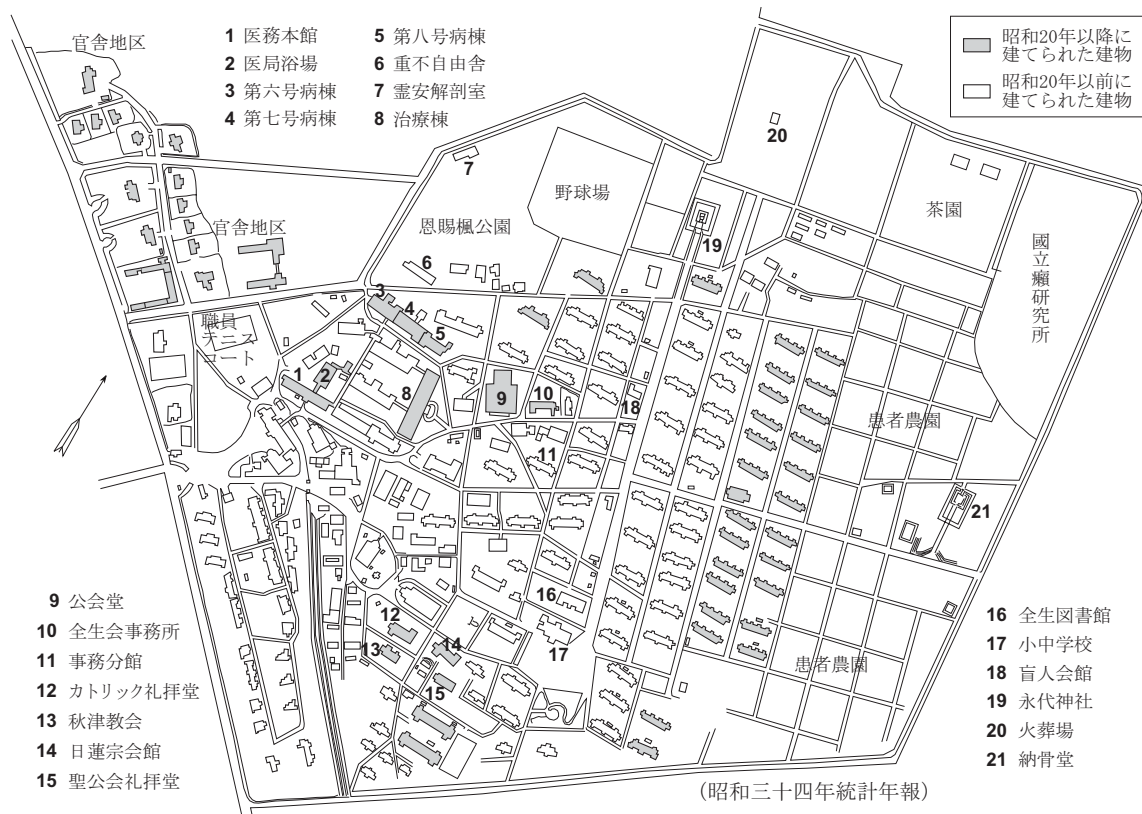 官舎地区
1 医務本館
2 医局浴場
3 第六号病棟
4 第七号病棟
5 第八号病棟
6 重不自由舎
7 霊安解剖室
8 治療棟
昭和20年以降に
建てられた建物
昭和20年以前に
建てられた建物
20
7
野球場
茶園
恩賜楓公園
官舎地区
19
國立癩研究所
6
3
4
5
職員
テニス
コート
1
2
8
9
10
18
患者農園
11
21
16
12
13
14
17
15
患者農園
9 公会堂
10 全生会事務所
11 事務分館
12 カトリック礼拝堂
13 秋津教会
14 日蓮宗会館
15 聖公会礼拝堂
16 全生図書館
17 小中学校
18 盲人会館
19 永代神社
20 火葬場
21 納骨堂
(昭和三十四年統計年報)